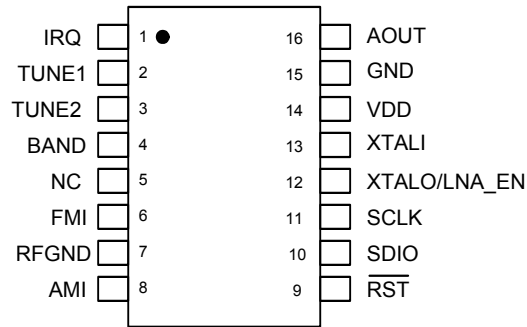 IRQ 1 16 AOUT
TUNE1 2 15 GND
TUNE2 3 14 VDD
BAND 4 13 XTALI
NC 5 12 XTALO/LNA_EN
FMI 6 11 SCLK
RFGND 7 10 SDIO
AMI 8 9 R̅S̅T̅